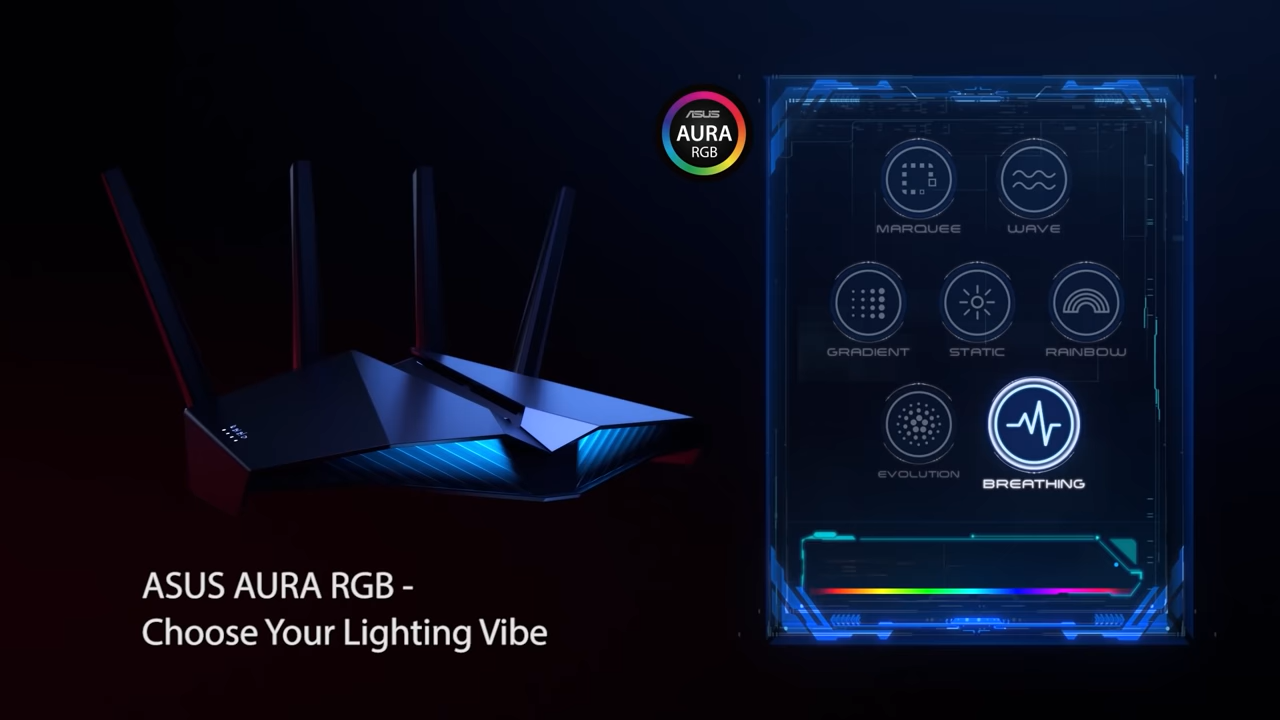 ASUS
AURA
RGB
MARQUEE
WAVE
GRADIENT
STATIC
RAINBOW
EVOLUTION
BREATHING
ASUS AURA RGB -
Choose Your Lighting Vibe